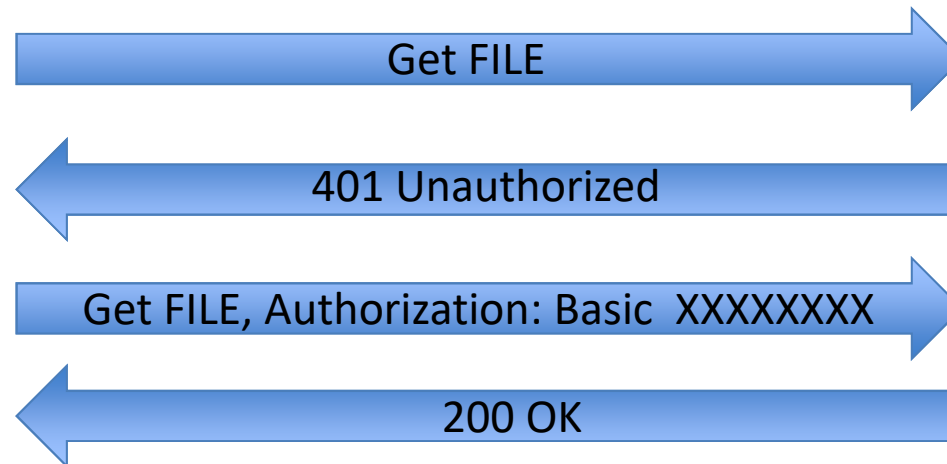 Get FILE
401 Unauthorized
Get FILE, Authorization: Basic  XXXXXXXX
200 OK